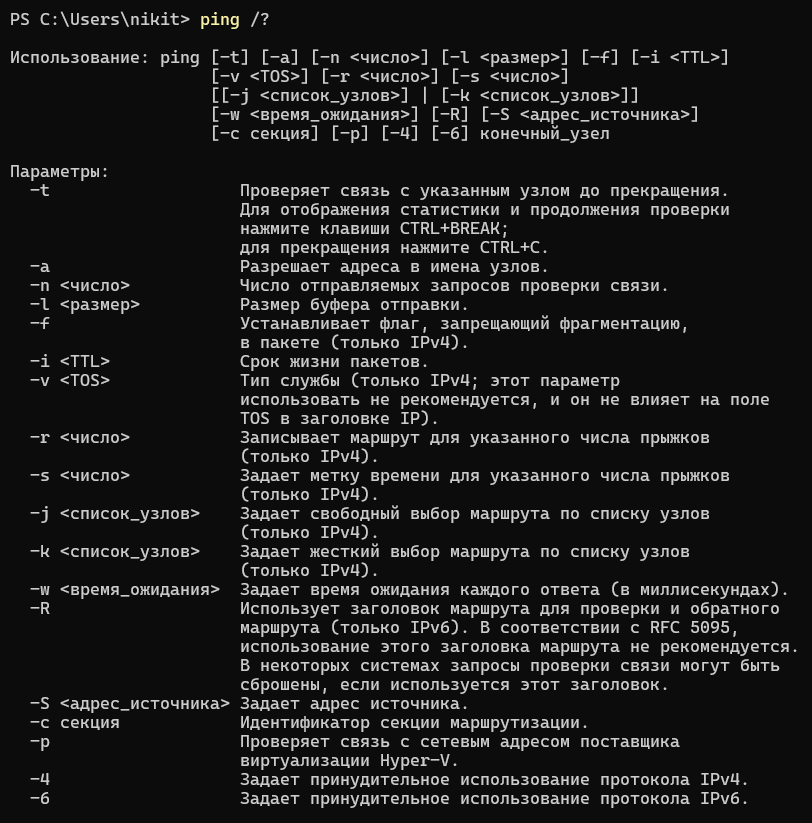 PS C:\Users\nikit> ping /?
Использование: ping [-t] [-a] [-n <число>] [-l <размер>] [-f] [-i <TTL>]
[-v <TOS>] [-r <число>] [-s <число>]
[[-j <список_узлов>] | [-k <список_узлов>]]
[-w <время_ожидания>] [-R] [-S <адрес_источника>]
[-c секция] [-p] [-4] [-6] конечный_узел
Параметры:
-t Проверяет связь с указанным узлом до прекращения.
Для отображения статистики и продолжения проверки
нажмите клавиши CTRL+BREAK;
для прекращения нажмите CTRL+C.
-a Разрешает адреса в имена узлов.
-n <число> Число отправляемых запросов проверки связи.
-l <размер> Размер буфера отправки.
-f Устанавливает флаг, запрещающий фрагментацию,
в пакете (только IPv4).
-i <TTL> Срок жизни пакетов.
-v <TOS> Тип службы (только IPv4; этот параметр
использовать не рекомендуется, и он не влияет на поле
TOS в заголовке IP).
-r <число> Записывает маршрут для указанного числа прыжков
(только IPv4).
-s <число> Задает метку времени для указанного числа прыжков
(только IPv4).
-j <список_узлов> Задает свободный выбор маршрута по списку узлов
(только IPv4).
-k <список_узлов> Задает жесткий выбор маршрута по списку узлов
(только IPv4).
-w <время_ожидания> Задает время ожидания каждого ответа (в миллисекундах).
-R Использует заголовок маршрута для проверки и обратного
маршрута (только IPv6). В соответствии с RFC 5095,
использование этого заголовка маршрута не рекомендуется.
В некоторых системах запросы проверки связи могут быть
сброшены, если используется этот заголовок.
-S <адрес_источника> Задает адрес источника.
-c секция Идентификатор секции маршрутизации.
-p Проверяет связь с сетевым адресом поставщика
виртуализации Hyper-V.
-4 Задает принудительное использование протокола IPv4.
-6 Задает принудительное использование протокола IPv6.